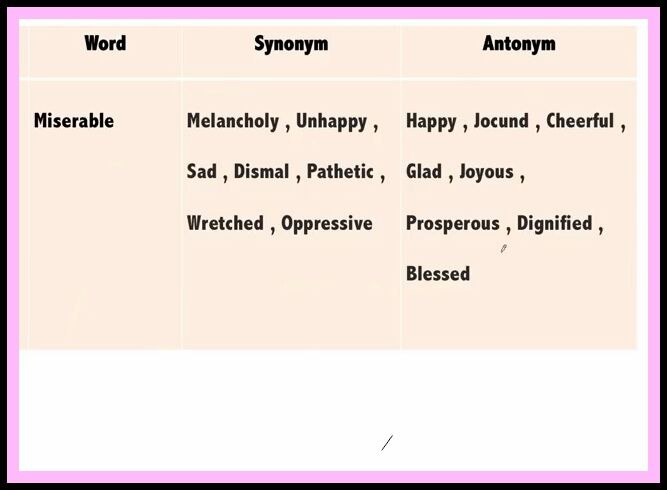 Word Synonym Antonym
Miserable Melancholy , Unhappy , Happy , Jocund , Cheerful ,
Sad , Dismal , Pathetic , Glad , Joyous ,
Wretched , Oppressive Prosperous , Dignified ,
Blessed